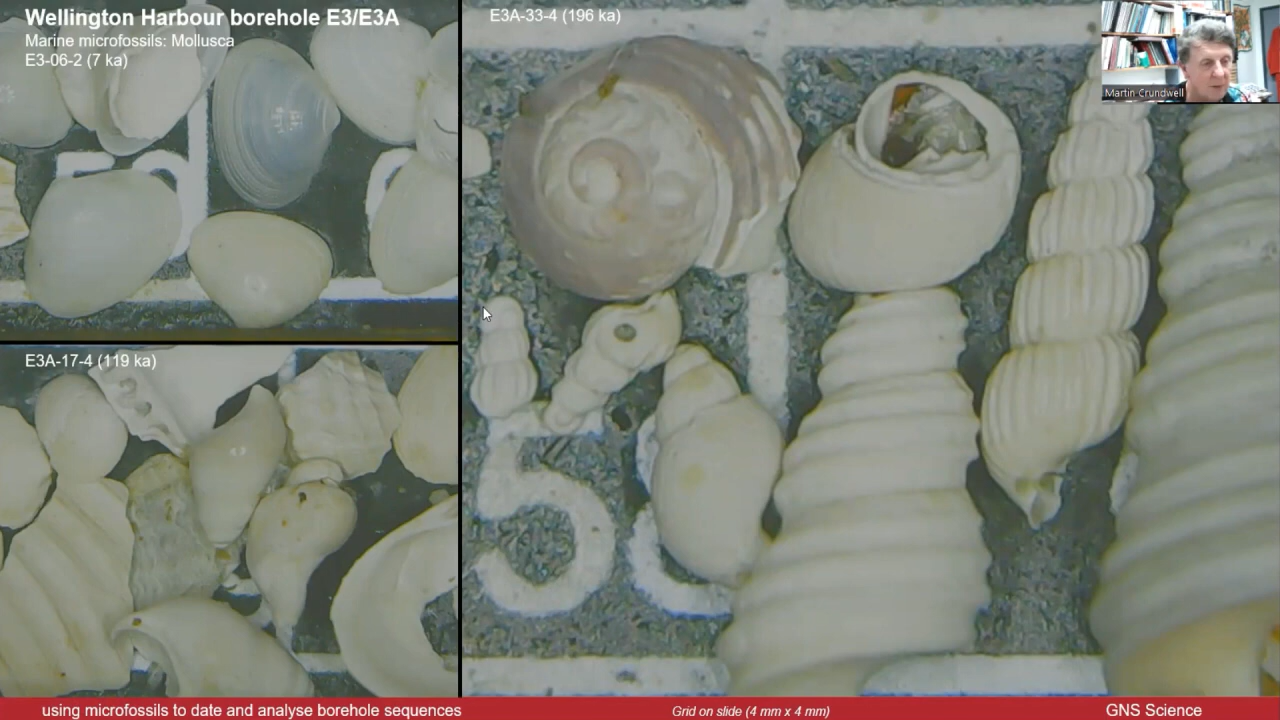 Wellington Harbour borehole E3/E3A
Marine microfossils: Mollusca
E3-06-2 (7 ka)
E3A-33-4 (196 ka)
Martin Crundwell
E3A-17-4 (119 ka)
5
using microfossils to date and analyse borehole sequences
Grid on slide (4 mm x 4 mm)
GNS Science